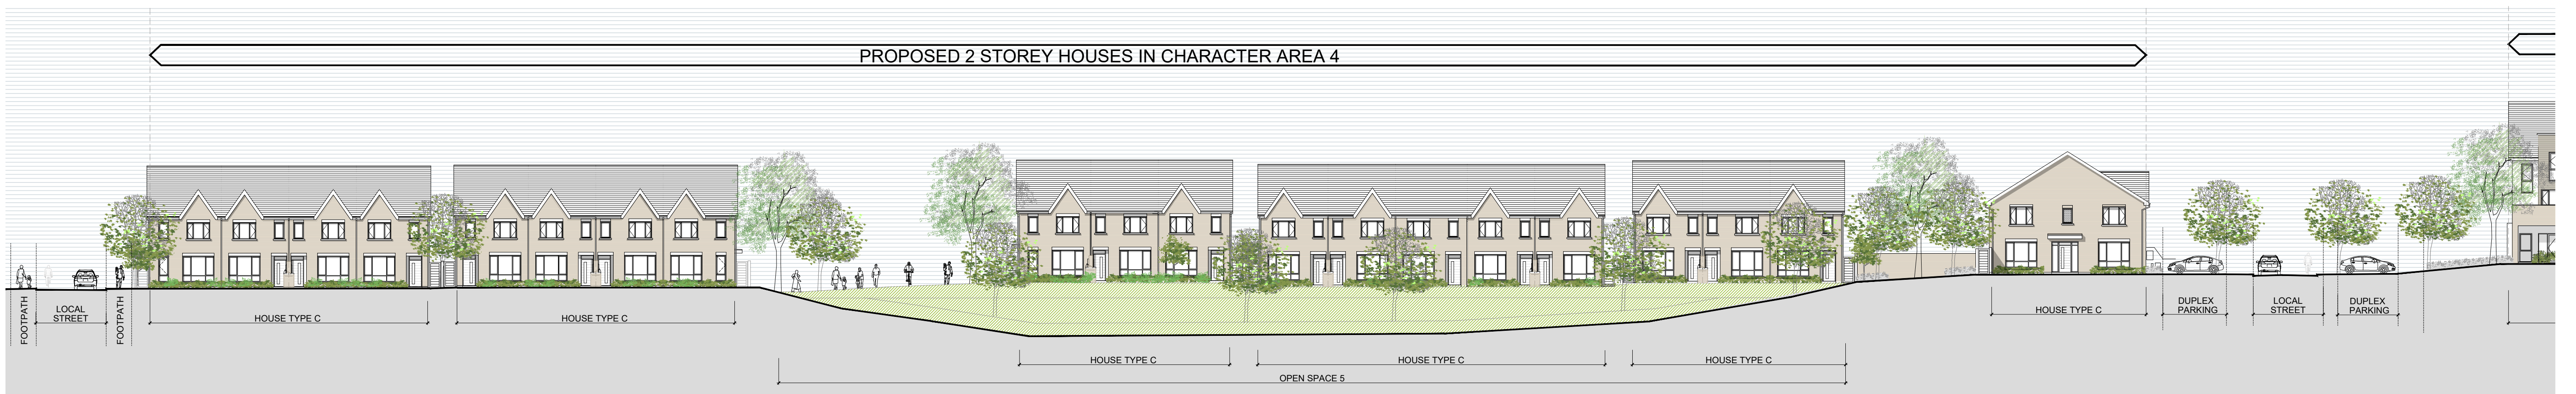 PROPOSED 2 STOREY HOUSES IN CHARACTER AREA 4
FOOTPATH
LOCAL
STREET
FOOTPATH
HOUSE TYPE C
HOUSE TYPE C
HOUSE TYPE C
HOUSE TYPE C
HOUSE TYPE C
OPEN SPACE 5
HOUSE TYPE C
DUPLEX
PARKING
LOCAL
STREET
DUPLEX
PARKING